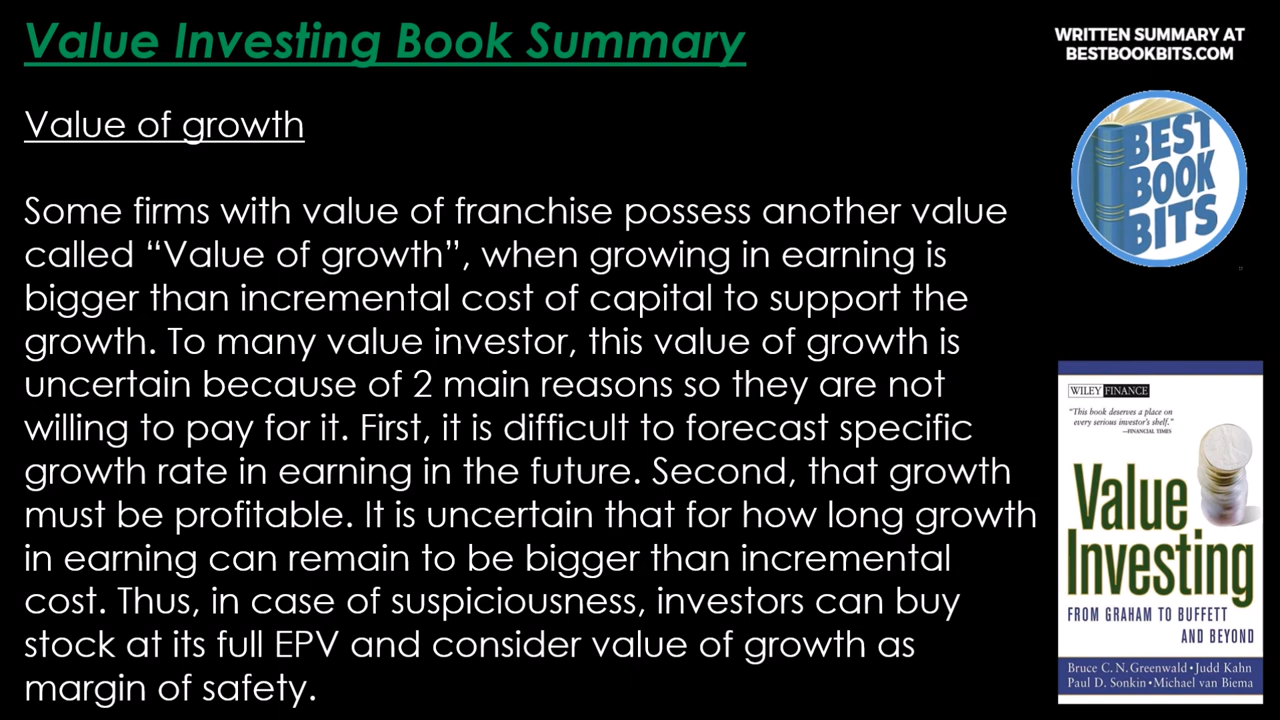 Value Investing Book Summary
WRITTEN SUMMARY AT
BESTBOOKBITS.COM
Value of growth
BEST
BOOK
BITS
Some firms with value of franchise possess another value
called “Value of growth”, when growing in earning is
bigger than incremental cost of capital to support the
growth. To many value investor, this value of growth is
uncertain because of 2 main reasons so they are not
willing to pay for it. First, it is difficult to forecast specific
growth rate in earning in the future. Second, that growth
must be profitable. It is uncertain that for how long growth
in earning can remain to be bigger than incremental
cost. Thus, in case of suspiciousness, investors can buy
stock at its full EPV and consider value of growth as
margin of safety.
”
WILEY FINANCE
“This book deserves a place on
every serious investor's shelf.”
—FINANCIAL TIMES
Value
Investing
FROM GRAHAM TO BUFFETT
AND BEYOND
Bruce C. N. Greenwald • Judd Kahn
Paul D. Sonkin • Michael van Biema